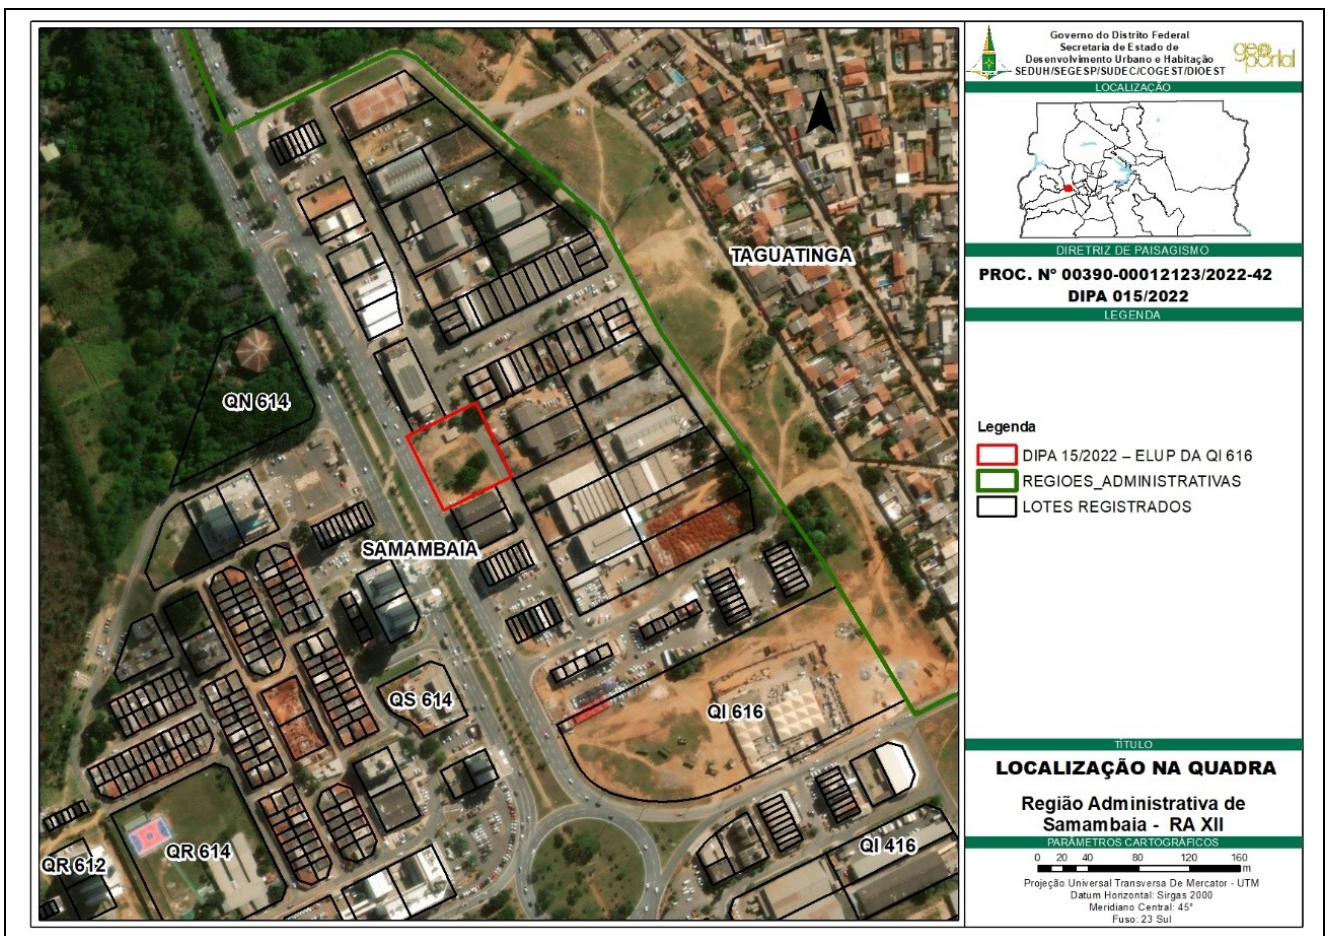 N
TAGUATINGA
QN 614
SAMAMBAIA
QS 614
QI 616
QR 612
QR 614
QI 416
Governo do Distrito Federal
Secretaria de Estado de
Desenvolvimento Urbano e Habitação
SEDUH/SEGESP/SUDEC/COGEST/DIOEST
geoportal
LOCALIZAÇÃO
DIRETRIZ DE PAISAGISMO
PROC. Nº 00390-00012123/2022-42
DIPA 015/2022
LEGENDA
Legenda
DIPA 15/2022 – ELUP DA QI 616
REGIOES_ADMINISTRATIVAS
LOTES REGISTRADOS
TÍTULO
LOCALIZAÇÃO NA QUADRA
Região Administrativa de
Samambaia - RA XII
PARÂMETROS CARTOGRÁFICOS
0 20 40 80 120 160
m
Projeção Universal Transversa De Mercator - UTM
Datum Horizontal: Sirgas 2000
Meridiano Central: 45°
Fuso: 23 Sul